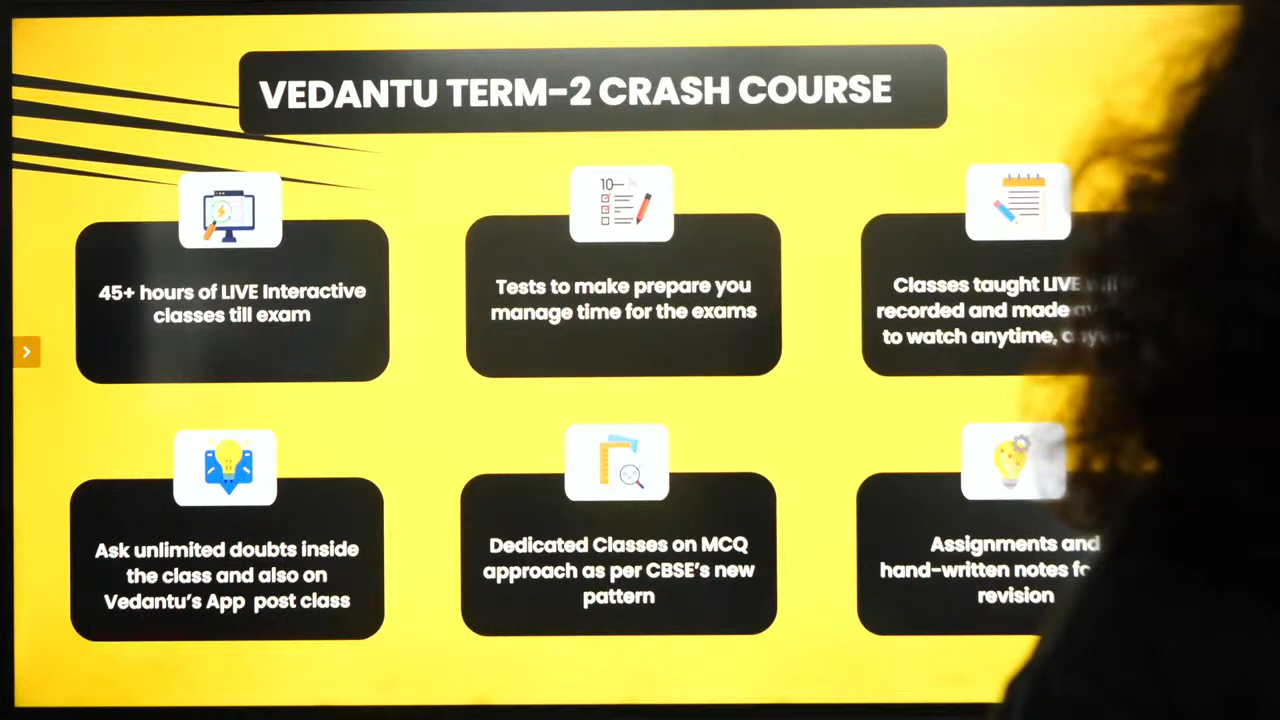 VEDANTU TERM-2 CRASH COURSE
45+ hours of LIVE Interactive
classes till exam
10
Tests to make prepare you
manage time for the exams
Classes taught LIVE will
recorded and made
to watch anytime,
Ask unlimited doubts inside
the class and also on
Vedantu's App post class
Dedicated Classes on MCQ
approach as per CBSE's new
pattern
Assignments and
hand-written notes
revision